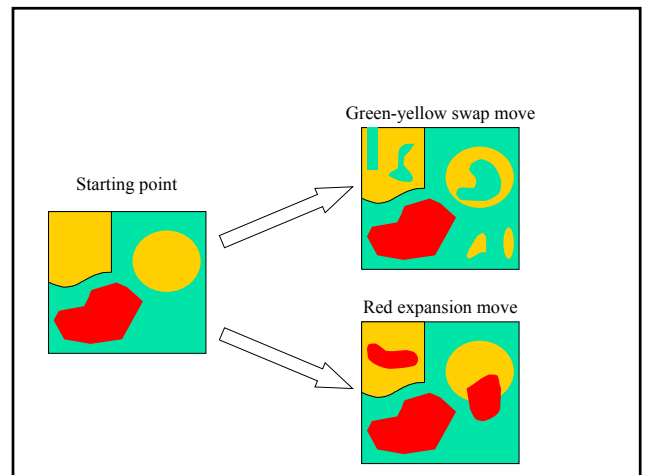 Green-yellow swap move
Starting point
Red expansion move